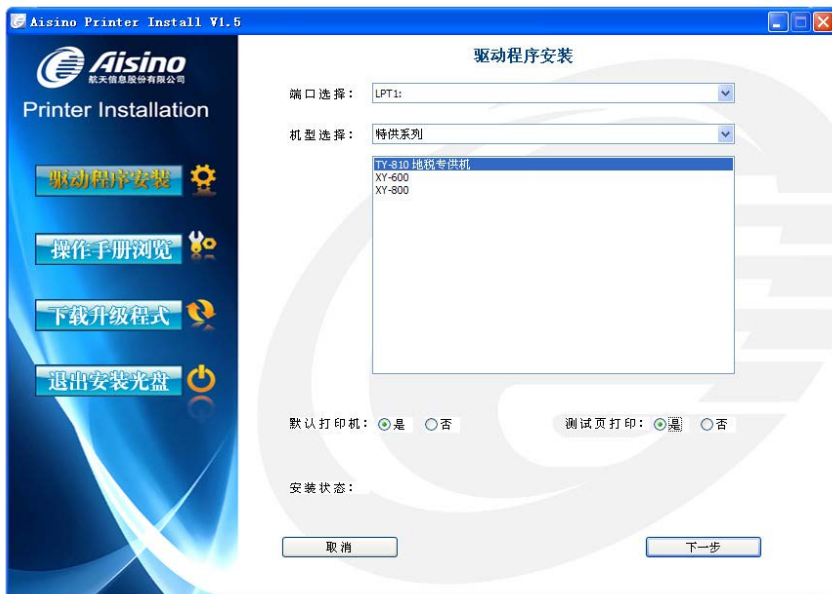 Aisino Printer Install V1.5
Aisino
航天信息股份有限公司
Printer Installation
驱动程序安装
操作手册浏览
下载升级程式
退出安装光盘
驱动程序安装
端口选择： LPT1:
机型选择： 特供系列
TY-810 地税专供机
XY-600
XY-800
默认打印机： 是 否 测试页打印： 是 否
安装状态：
取消 下一步